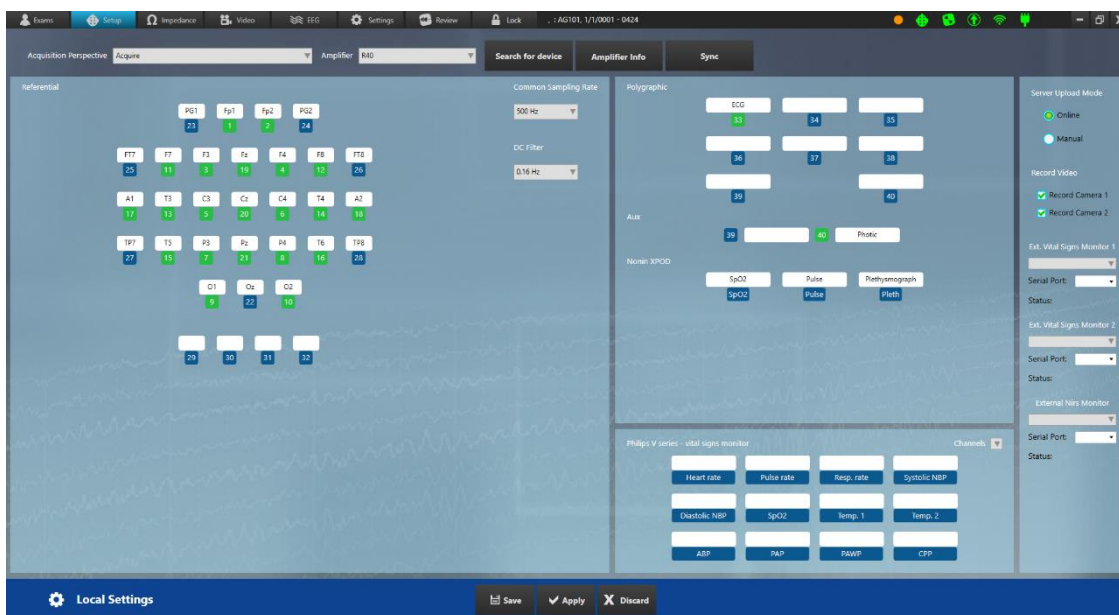 Exams Setup Impedance Video EEG Settings Review Lock , : AG101, 1/1/0001 - 0424
Acquisition Perspective Acquire Amplifier R40 Search for device Amplifier Info Sync
Referential
Common Sampling Rate
500 Hz
DC Filter
0.16 Hz
PG1 Fp1 Fp2 PG2
23 1 2 24
FT7 F7 F3 Fz F4 F8 FT8
25 11 3 19 4 12 26
A1 T3 C3 Cz C4 T4 A2
17 13 5 20 6 14 18
TP7 T5 P3 Pz P4 T6 TP8
27 15 7 21 8 16 28
O1 Oz O2
9 22 10
29 30 31 32
Polygraphic
ECG
33 34 35
36 37 38
39 40
Aux
39 40 Photic
Nonin XPOD
SpO2 Pulse Plethysmograph
SpO2 Pulse Pleth
Philips V series - vital signs monitor Channels
Heart rate Pulse rate Resp. rate Systolic NBP
Diastolic NBP SpO2 Temp. 1 Temp. 2
ABP PAP PAWP CPP
Server Upload Mode
Online
Manual
Record Video
Record Camera 1
Record Camera 2
Ext. Vital Signs Monitor 1
Serial Port:
Status:
Ext. Vital Signs Monitor 2
Serial Port:
Status:
External Nirs Monitor
Serial Port:
Status:
Local Settings Save Apply X Discard